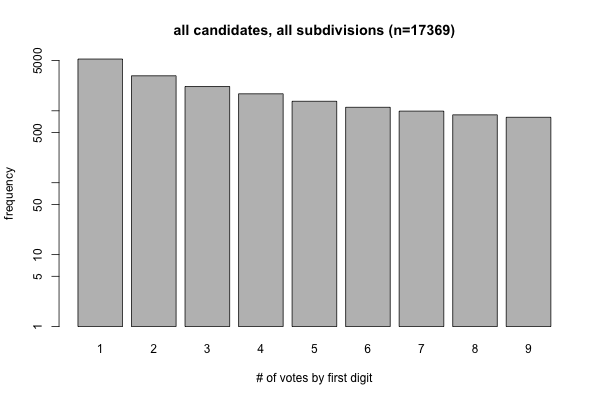 all candidates, all subdivisions (n=17369)
frequency
5000
500
50
10
5
1
1 2 3 4 5 6 7 8 9
# of votes by first digit